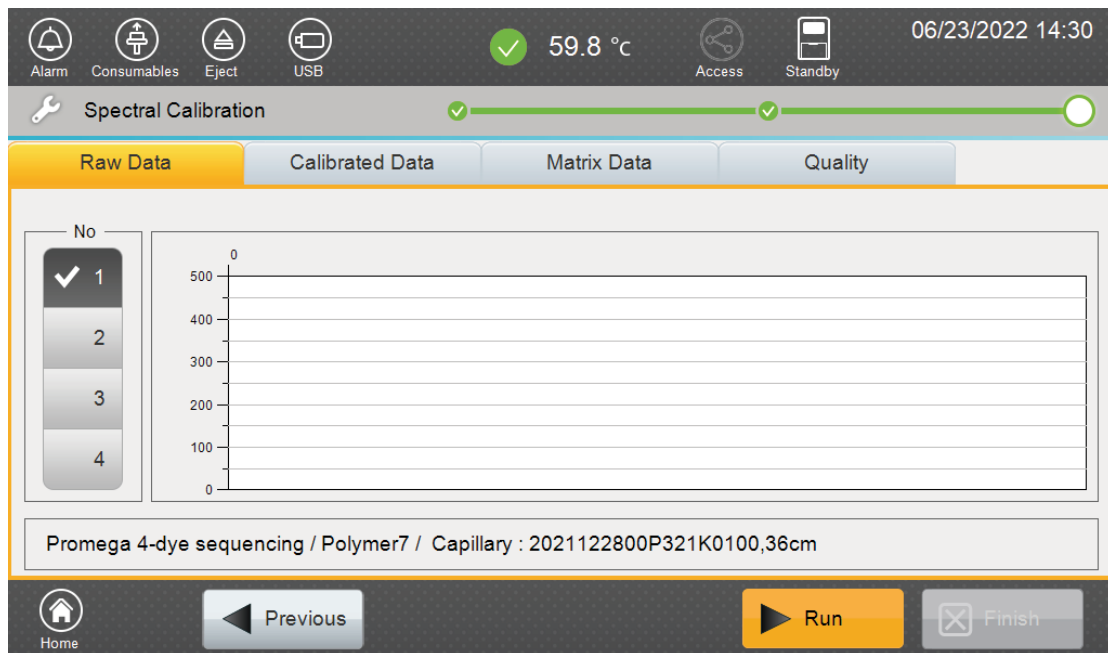 06/23/2022 14:30
59.8 °C
Alarm Consumables Eject USB Access Standby
Spectral Calibration
Raw Data Calibrated Data Matrix Data Quality
No
1
2
3
4
0
500
400
300
200
100
0
Promega 4-dye sequencing / Polymer7 / Capillary : 2021122800P321K0100,36cm
Home Previous Run Finish